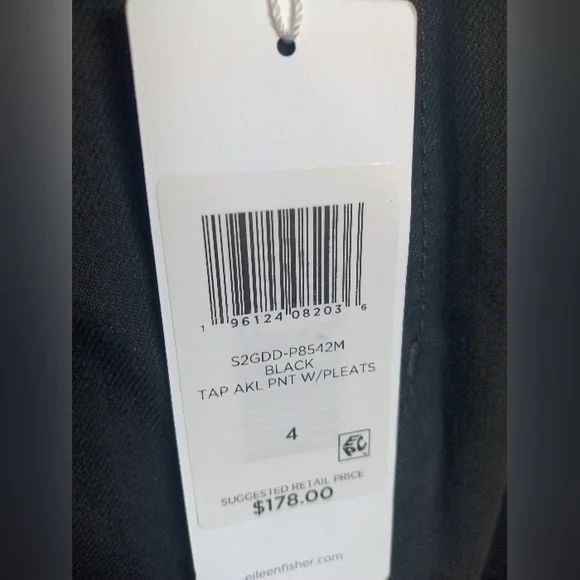 1 96124 08203 6
S2GDD-P8542M
BLACK
TAP AKL PNT W/PLEATS
4
EPC
SUGGESTED RETAIL PRICE
$178.00
eileenfisher.com